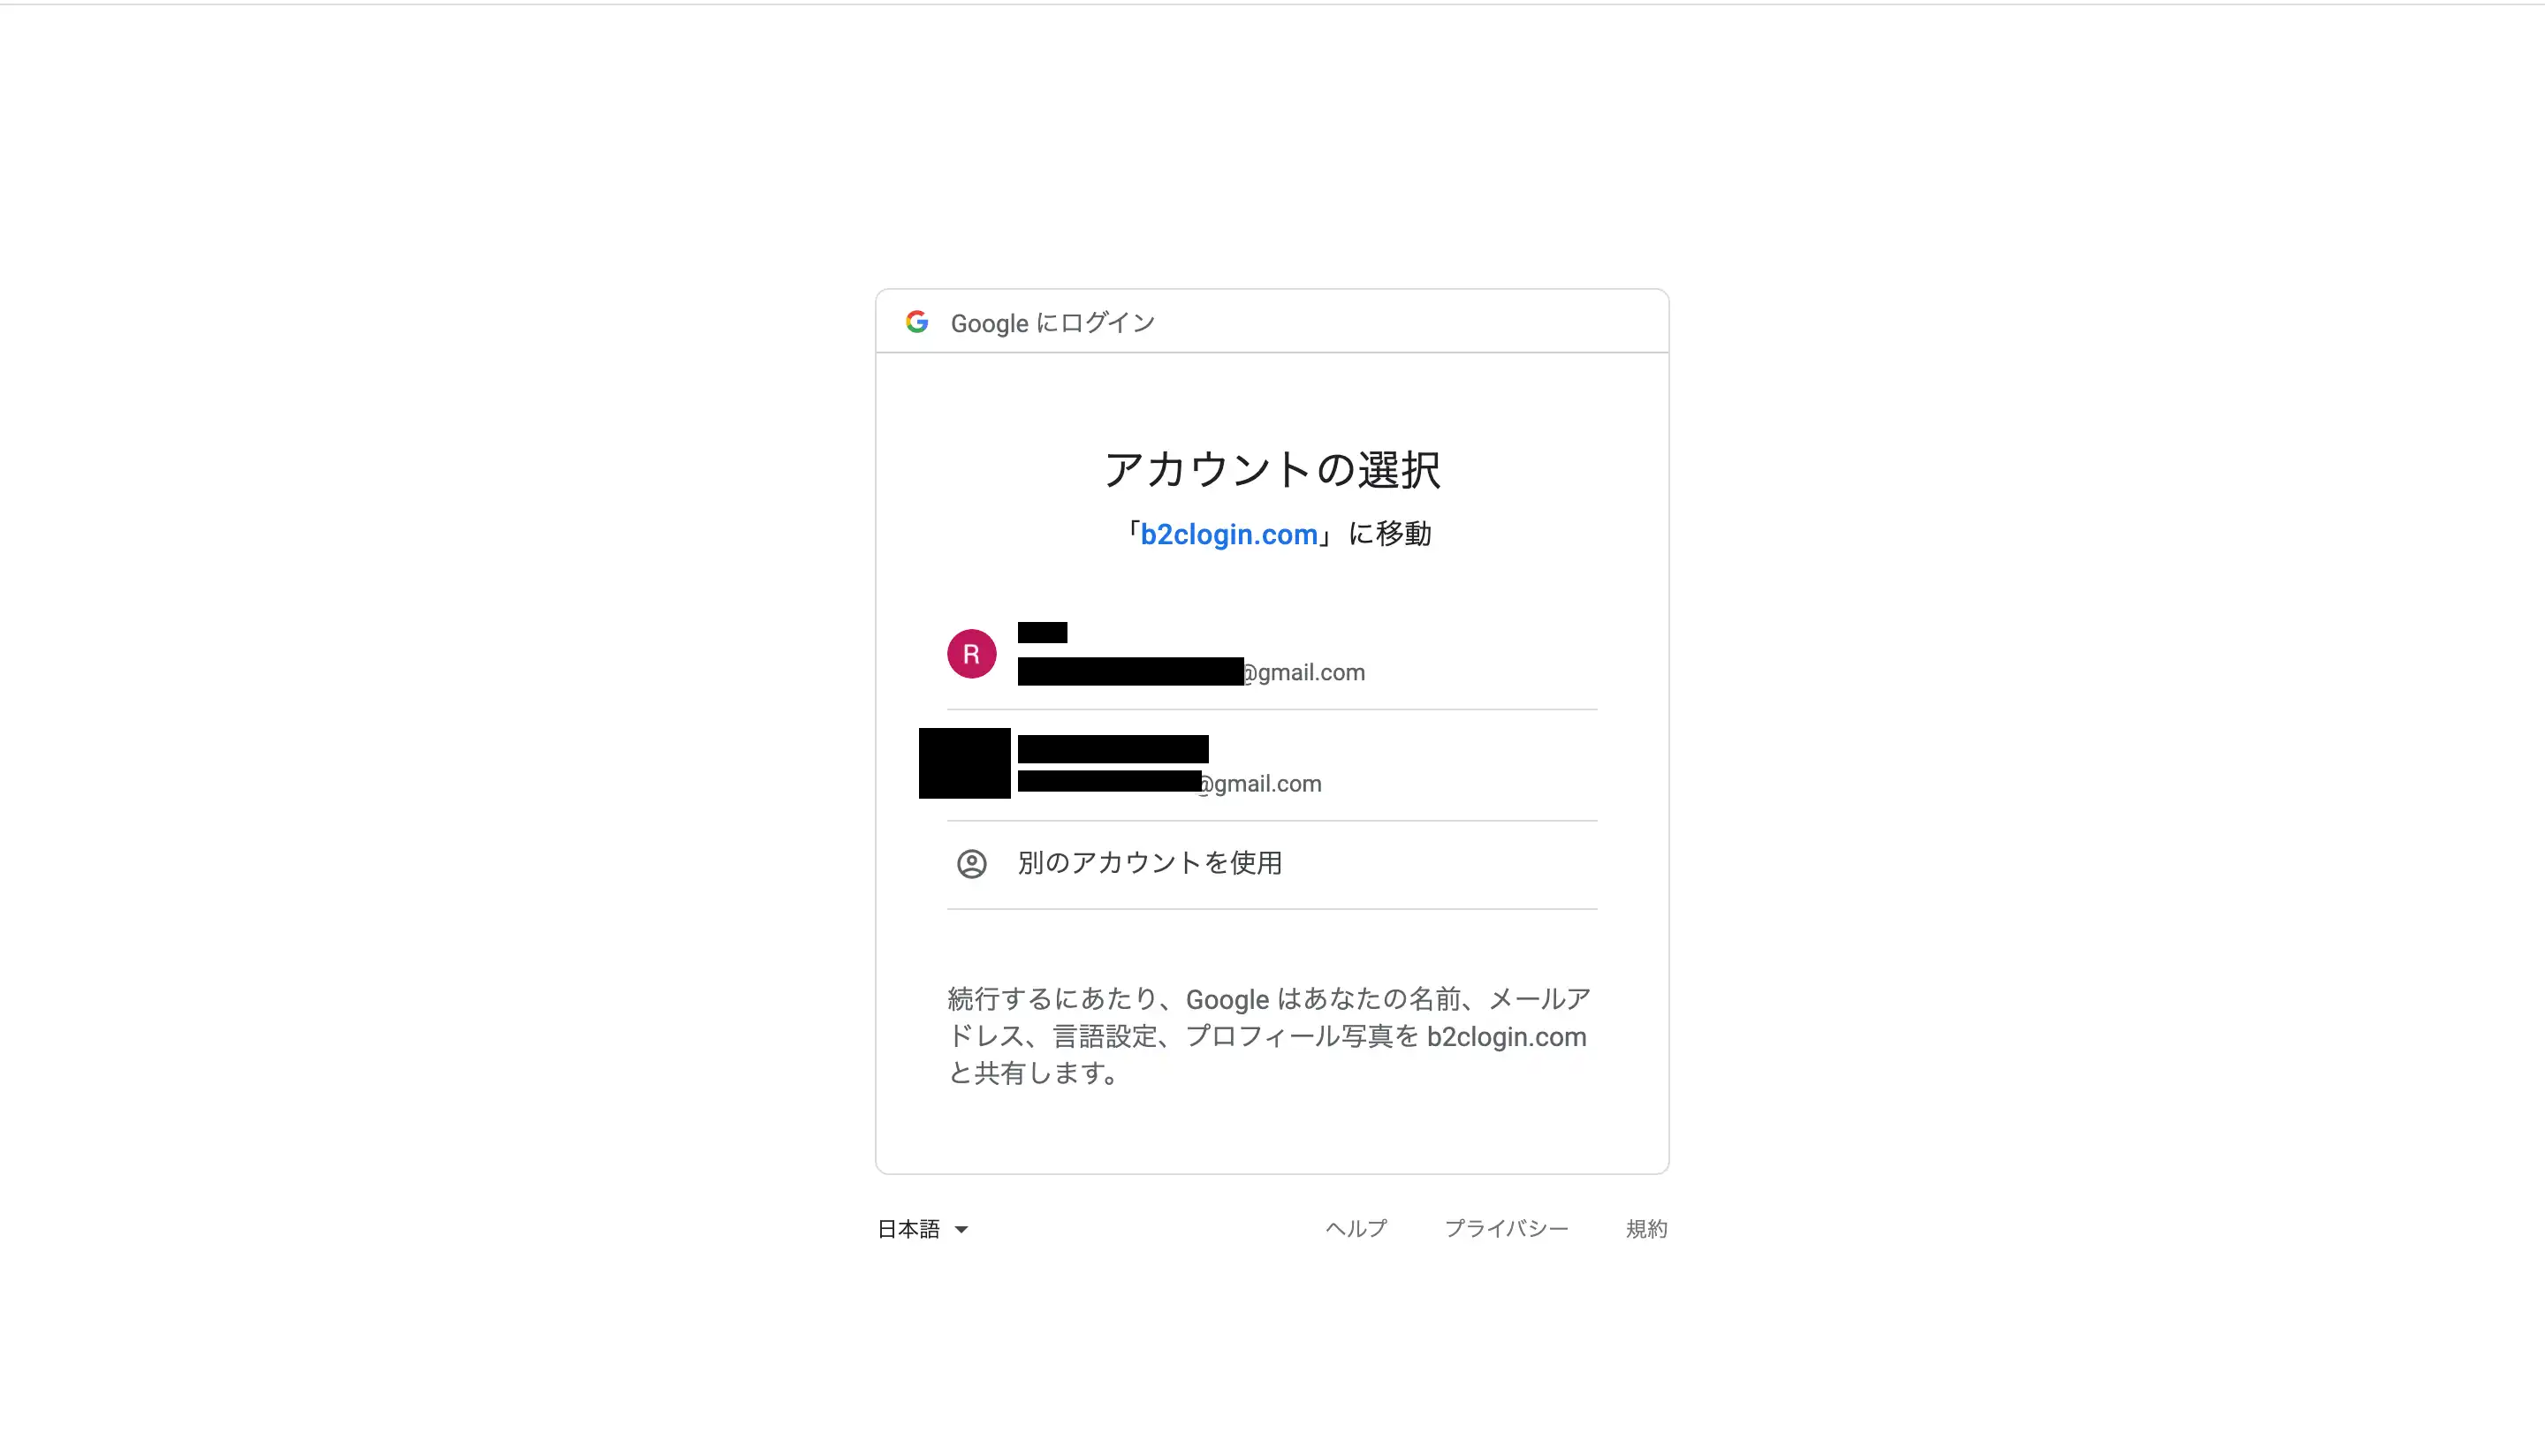 Google にログイン
アカウントの選択
「b2clogin.com」に移動
R
@gmail.com
@gmail.com
別のアカウントを使用
続行するにあたり、Google はあなたの名前、メールア
ドレス、言語設定、プロフィール写真を b2clogin.com
と共有します。
日本語 ヘルプ プライバシー 規約